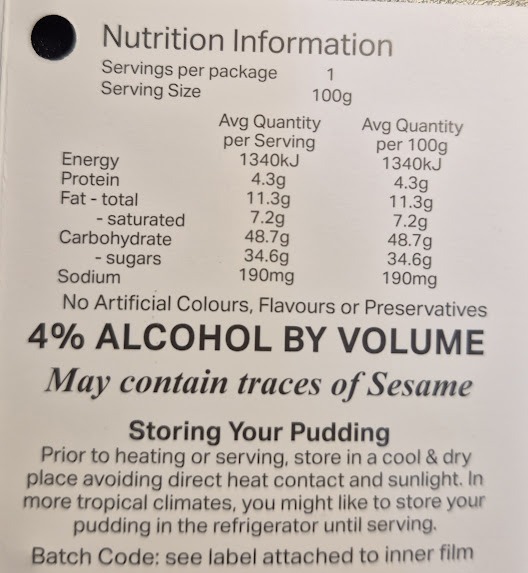 Nutrition Information
Servings per package 1
Serving Size 100g
Avg Quantity Avg Quantity
per Serving per 100g
Energy 1340kJ 1340kJ
Protein 4.3g 4.3g
Fat - total 11.3g 11.3g
- saturated 7.2g 7.2g
Carbohydrate 48.7g 48.7g
- sugars 34.6g 34.6g
Sodium 190mg 190mg
No Artificial Colours, Flavours or Preservatives
4% ALCOHOL BY VOLUME
May contain traces of Sesame
Storing Your Pudding
Prior to heating or serving, store in a cool & dry
place avoiding direct heat contact and sunlight. In
more tropical climates, you might like to store your
pudding in the refrigerator until serving.
Batch Code: see label attached to inner film